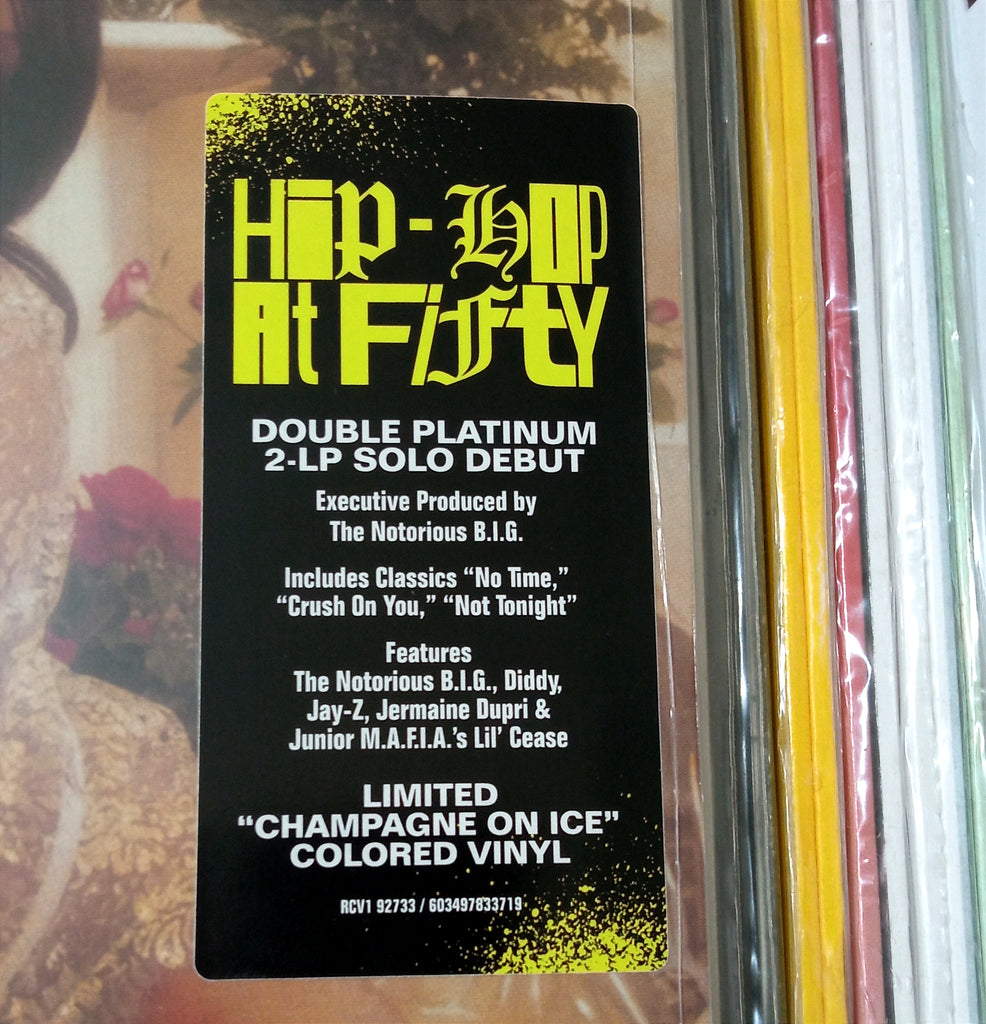 Hip-Hop
At Fifty
DOUBLE PLATINUM
2-LP SOLO DEBUT
Executive Produced by
The Notorious B.I.G.
Includes Classics “No Time,”
“Crush On You,” “Not Tonight”
Features
The Notorious B.I.G., Diddy,
Jay-Z, Jermaine Dupri &
Junior M.A.F.I.A.’s Lil’ Cease
LIMITED
“CHAMPAGNE ON ICE”
COLORED VINYL
RCV1 92733 / 603497833719